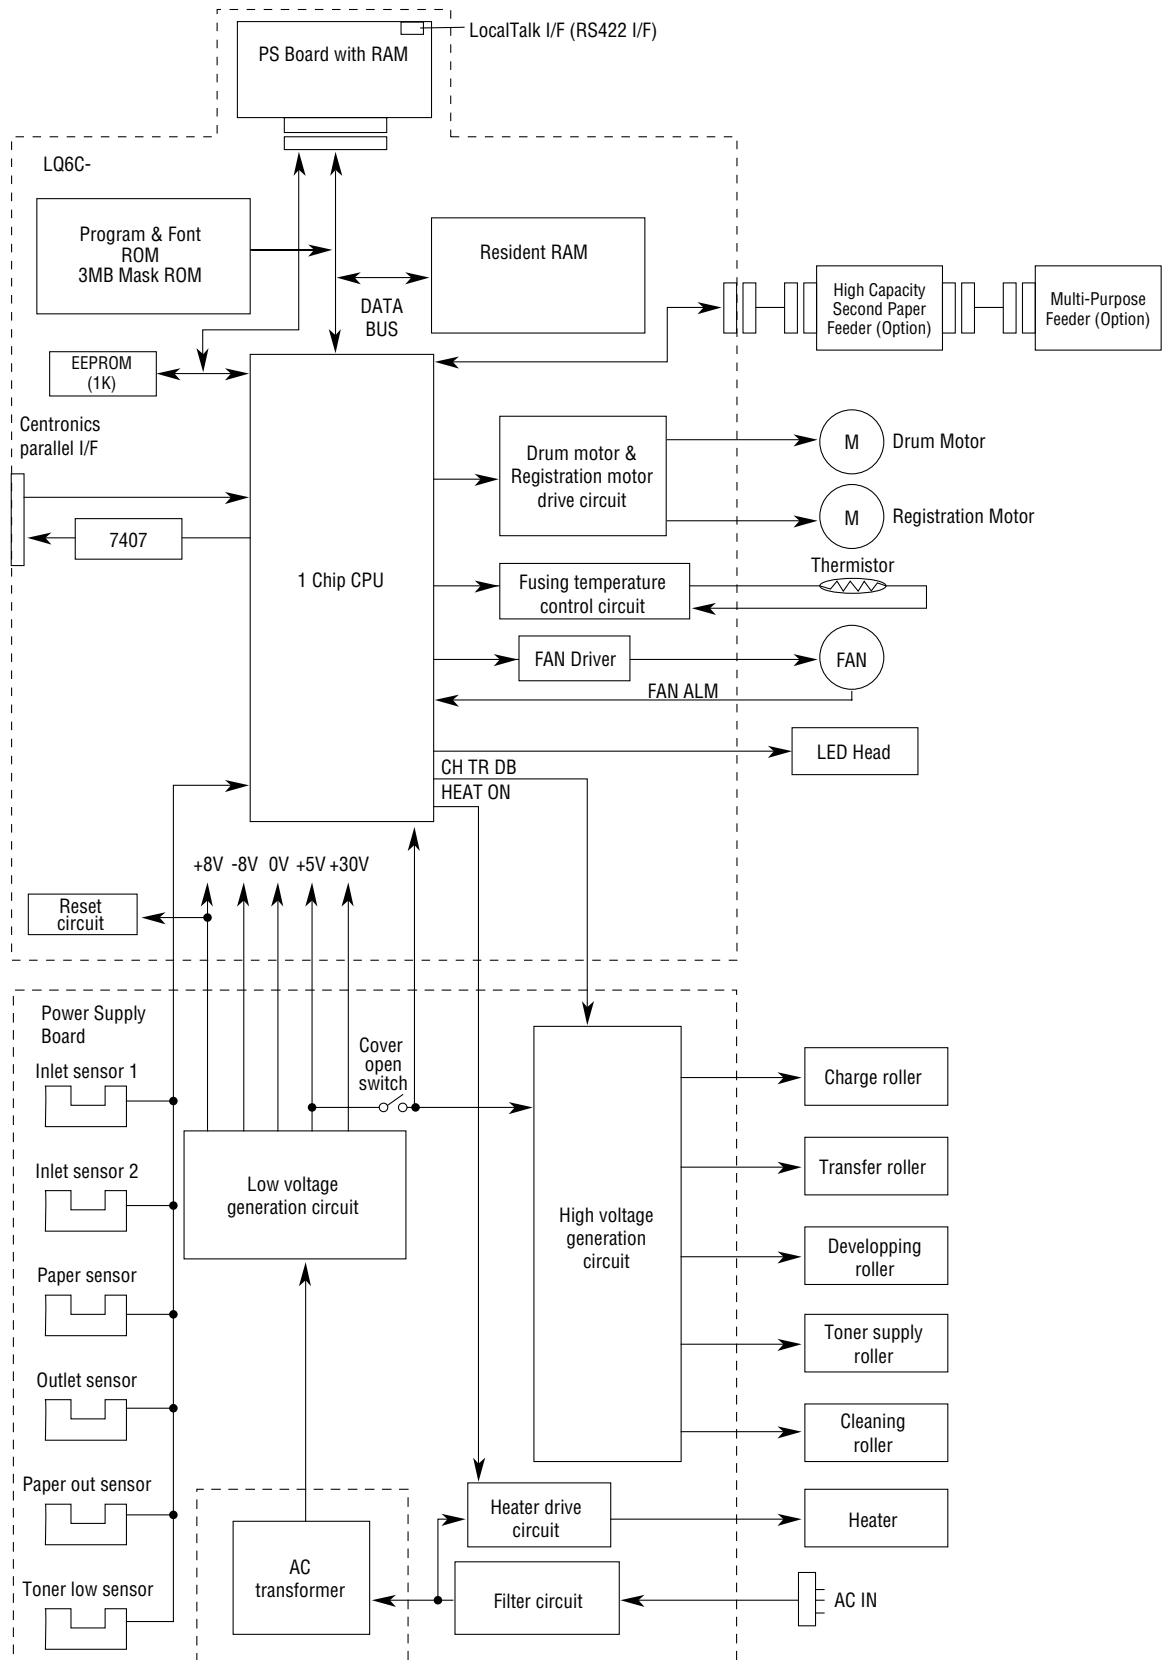 LocalTalk I/F (RS422 I/F)
PS Board with RAM
LQ6C-
Program & Font
ROM
3MB Mask ROM
Resident RAM
DATA
BUS
High Capacity
Second Paper
Feeder (Option)
Multi-Purpose
Feeder (Option)
EEPROM
(1K)
Centronics
parallel I/F
7407
1 Chip CPU
Drum motor &
Registration motor
drive circuit
M
Drum Motor
M
Registration Motor
Thermistor
Fusing temperature
control circuit
FAN Driver
FAN
FAN ALM
LED Head
CH TR DB
HEAT ON
+8V -8V 0V +5V +30V
Reset
circuit
Power Supply
Board
Cover
open
switch
Inlet sensor 1
Inlet sensor 2
Paper sensor
Outlet sensor
Paper out sensor
Toner low sensor
Low voltage
generation circuit
High voltage
generation
circuit
Charge roller
Transfer roller
Developping
roller
Toner supply
roller
Cleaning
roller
Heater drive
circuit
Heater
AC
transformer
Filter circuit
AC IN